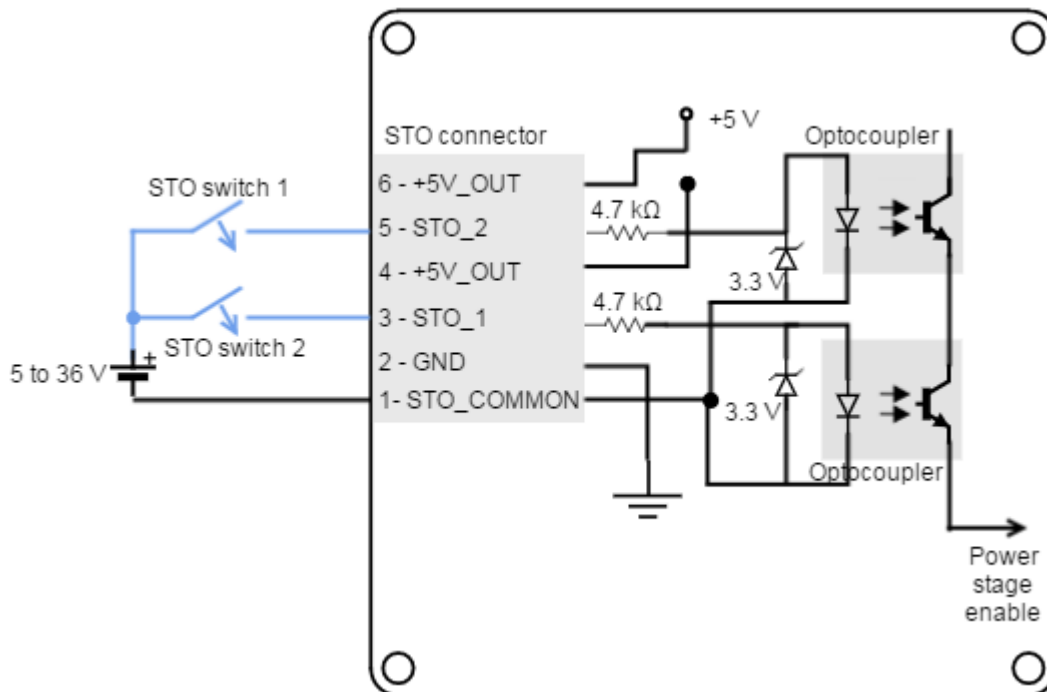 STO connector
+5 V
Optocoupler
6 - +5V_OUT
STO switch 1
5 - STO_2
4.7 kΩ
4 - +5V_OUT
3.3 V
4.7 kΩ
3 - STO_1
STO switch 2
2 - GND
+
5 to 36 V
1- STO_COMMON
3.3 V
Optocoupler
Power
stage
enable